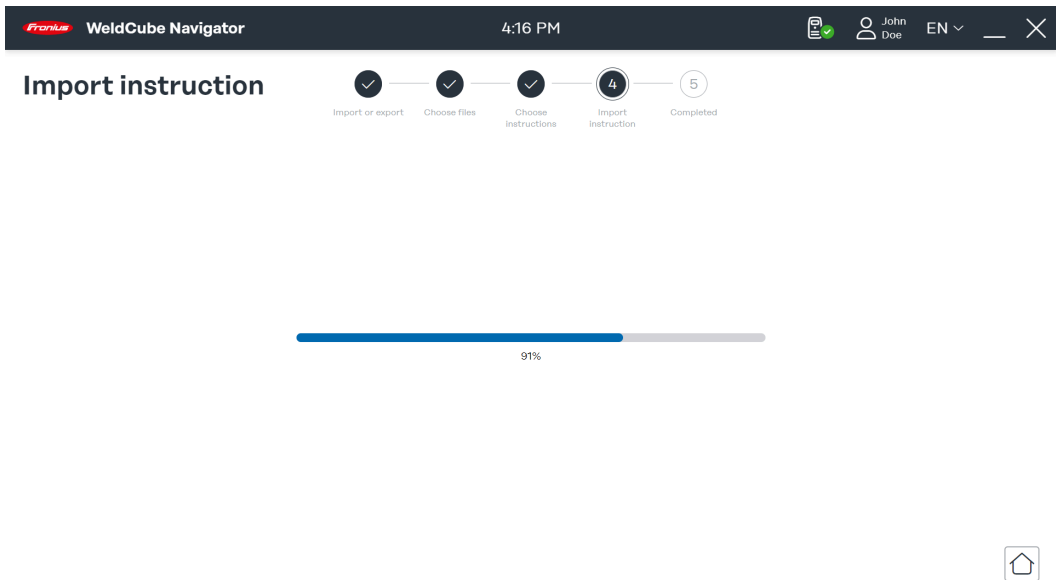 Fronius WeldCube Navigator 4:16 PM John Doe EN
Import instruction
4 5
Import or export Choose files Choose instructions Import instruction Completed
91%